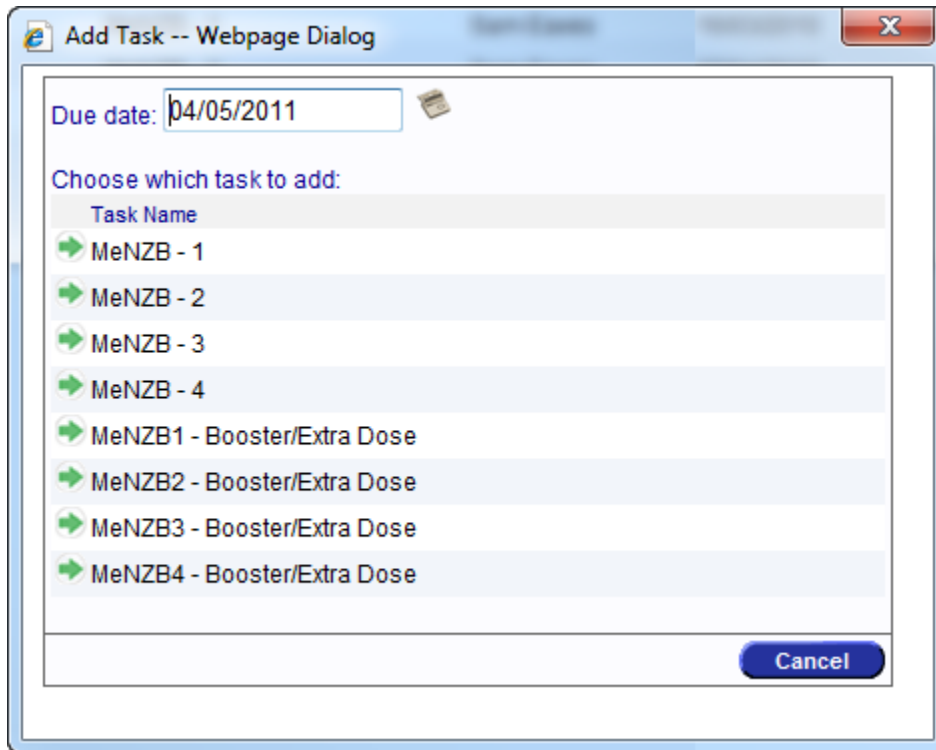 Add Task -- Webpage Dialog
Due date: 04/05/2011
Choose which task to add:
Task Name
MeNZB - 1
MeNZB - 2
MeNZB - 3
MeNZB - 4
MeNZB1 - Booster/Extra Dose
MeNZB2 - Booster/Extra Dose
MeNZB3 - Booster/Extra Dose
MeNZB4 - Booster/Extra Dose
Cancel